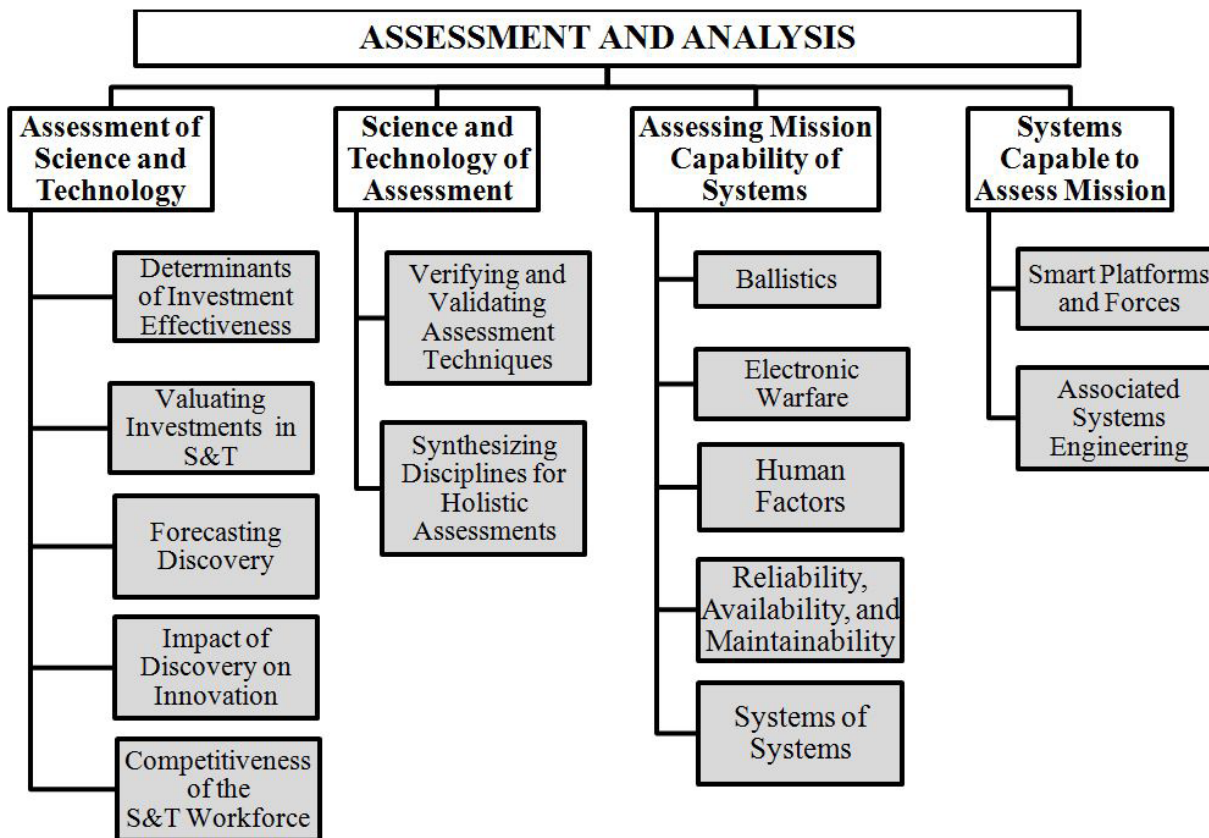 ASSESSMENT AND ANALYSIS
Assessment of
Science and
Technology
Determinants
of Investment
Effectiveness
Valuating
Investments in
S&T
Forecasting
Discovery
Impact of
Discovery on
Innovation
Competitiveness
of the
S&T Workforce
Science and
Technology of
Assessment
Verifying and
Validating
Assessment
Techniques
Synthesizing
Disciplines for
Holistic
Assessments
Assessing Mission
Capability of
Systems
Ballistics
Electronic
Warfare
Human
Factors
Reliability,
Availability, and
Maintainability
Systems of
Systems
Systems
Capable to
Assess Mission
Smart Platforms
and Forces
Associated
Systems
Engineering